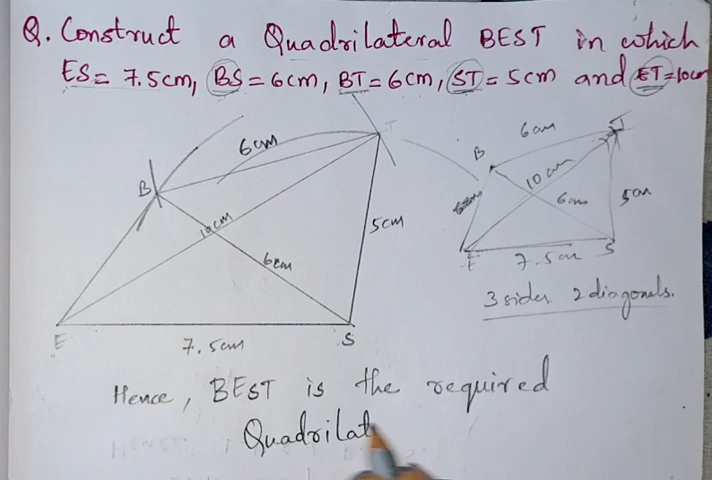 Q. Construct a Quadrilateral BEST in which
ES = 7.5cm, BS = 6cm, BT = 6cm, ST = 5cm and ET = 10cm
6cm
T
B
10cm
5cm
6cm
E
S
7.5cm
6cm
T
B
10cm
6cm
5cm
E
S
7.5cm
3 sides 2 diagonals.
Hence, BEST is the required
Quadrilat